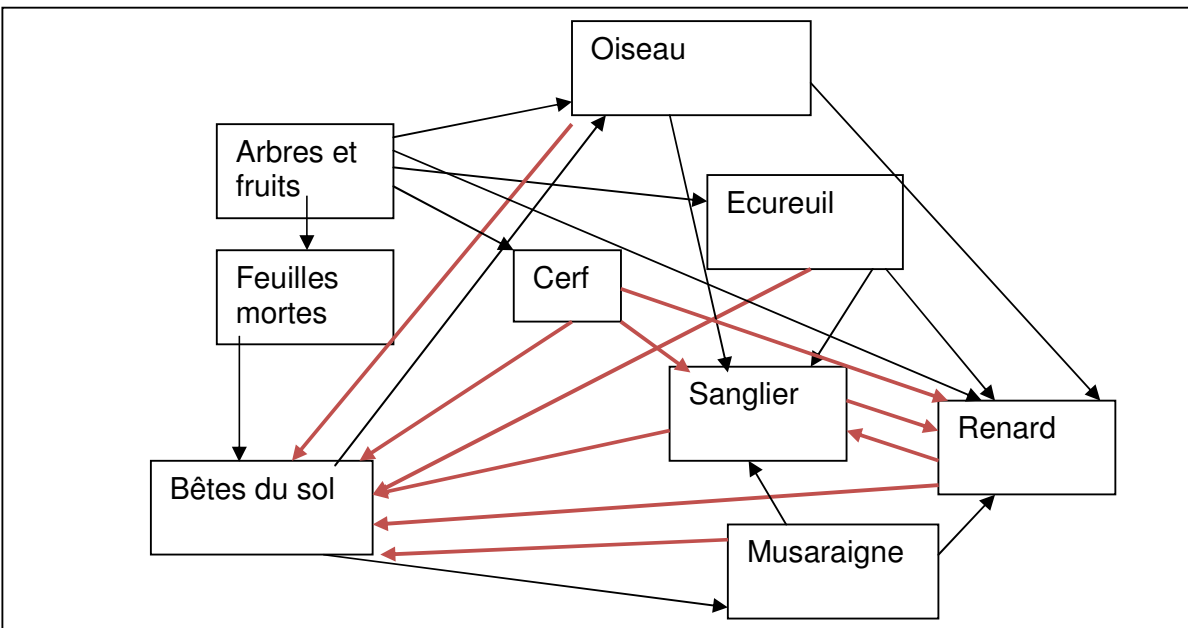 Oiseau
Arbres et
fruits
Ecureuil
Feuilles
mortes
Cerf
Sanglier
Renard
Bêtes du sol
Musaraigne